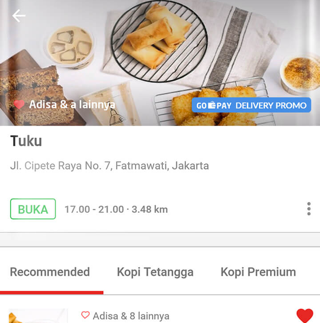 Adisa & a lainnya
GO PAY DELIVERY PROMO
Tuku
Jl. Cipete Raya No. 7, Fatmawati, Jakarta
BUKA 17.00 - 21.00 · 3.48 km
Recommended Kopi Tetangga Kopi Premium
Adisa & 8 lainnya